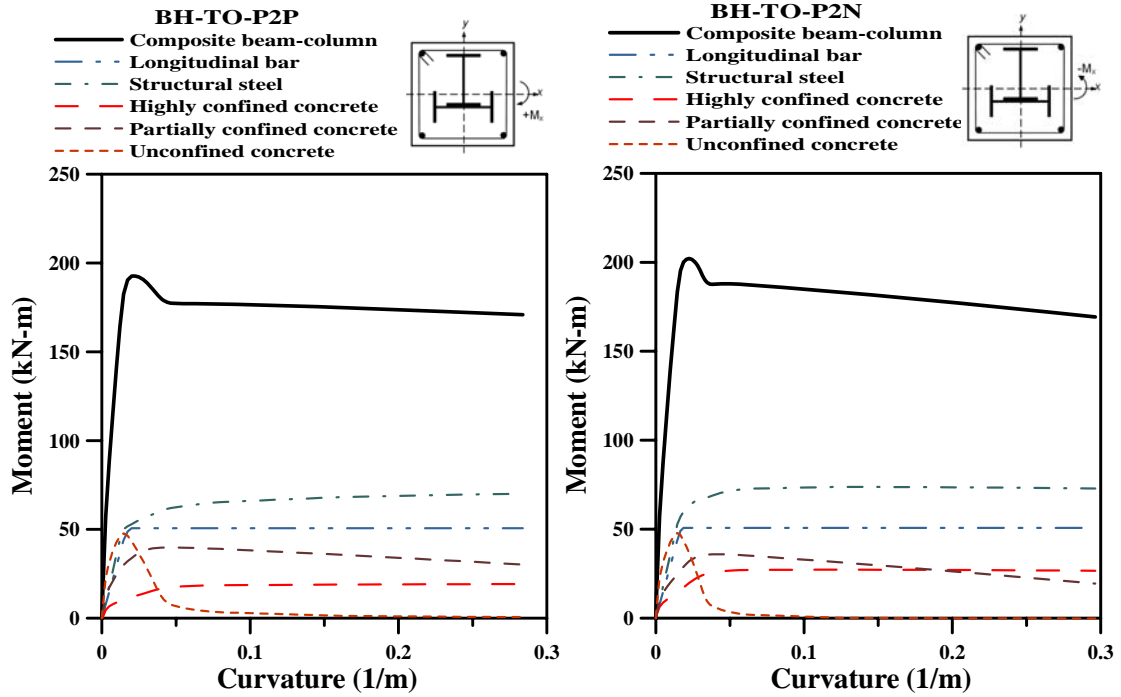 BH-TO-P2P
Composite beam-column
Longitudinal bar
Structural steel
Highly confined concrete
Partially confined concrete
Unconfined concrete
y
x
+Mx
250
200
150
100
50
0
Moment (kN-m)
0
0.1
0.2
0.3
Curvature (1/m)
BH-TO-P2N
Composite beam-column
Longitudinal bar
Structural steel
Highly confined concrete
Partially confined concrete
Unconfined concrete
y
-Mx
x
250
200
150
100
50
0
Moment (kN-m)
0
0.1
0.2
0.3
Curvature (1/m)